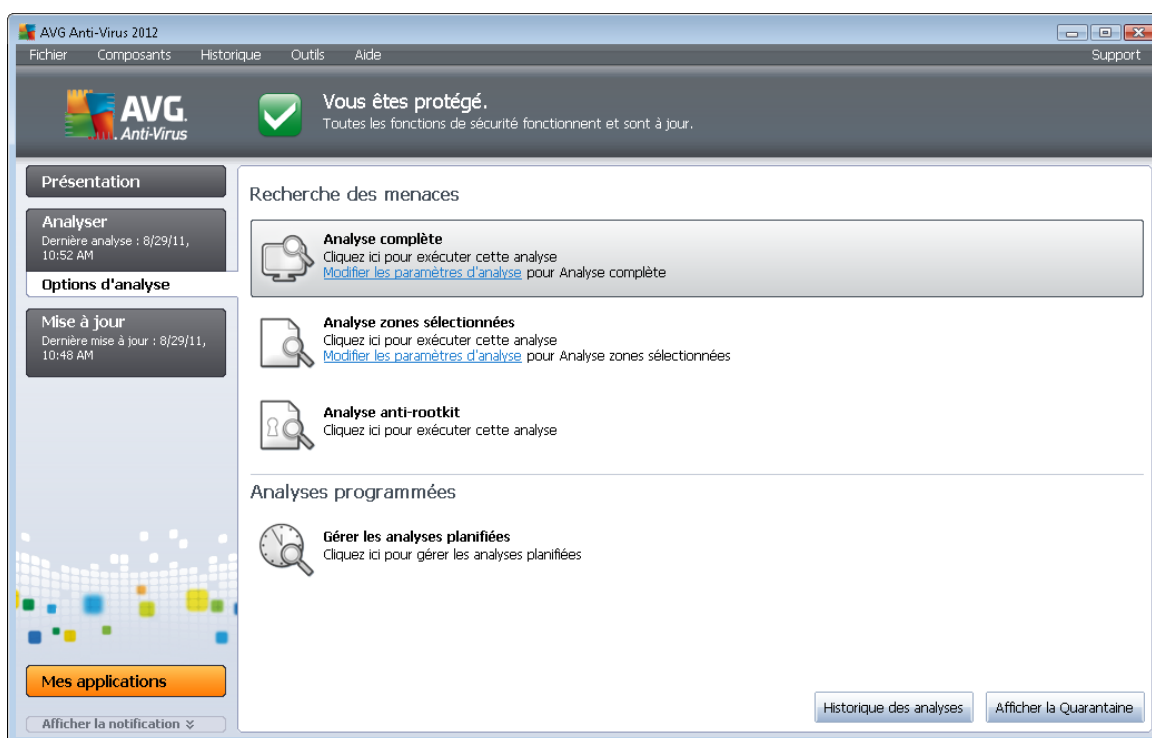 AVG Anti-Virus 2012
Fichier Composants Historique Outils Aide Support
AVG.
Anti-Virus
Vous êtes protégé.
Toutes les fonctions de sécurité fonctionnent et sont à jour.
Présentation
Analyser
Dernière analyse : 8/29/11,
10:52 AM
Options d'analyse
Mise à jour
Dernière mise à jour : 8/29/11,
10:48 AM
Mes applications
Afficher la notification
Recherche des menaces
Analyse complète
Cliquez ici pour exécuter cette analyse
Modifier les paramètres d'analyse pour Analyse complète
Analyse zones sélectionnées
Cliquez ici pour exécuter cette analyse
Modifier les paramètres d'analyse pour Analyse zones sélectionnées
Analyse anti-rootkit
Cliquez ici pour exécuter cette analyse
Analyses programmées
Gérer les analyses planifiées
Cliquez ici pour gérer les analyses planifiées
Historique des analyses
Afficher la Quarantaine